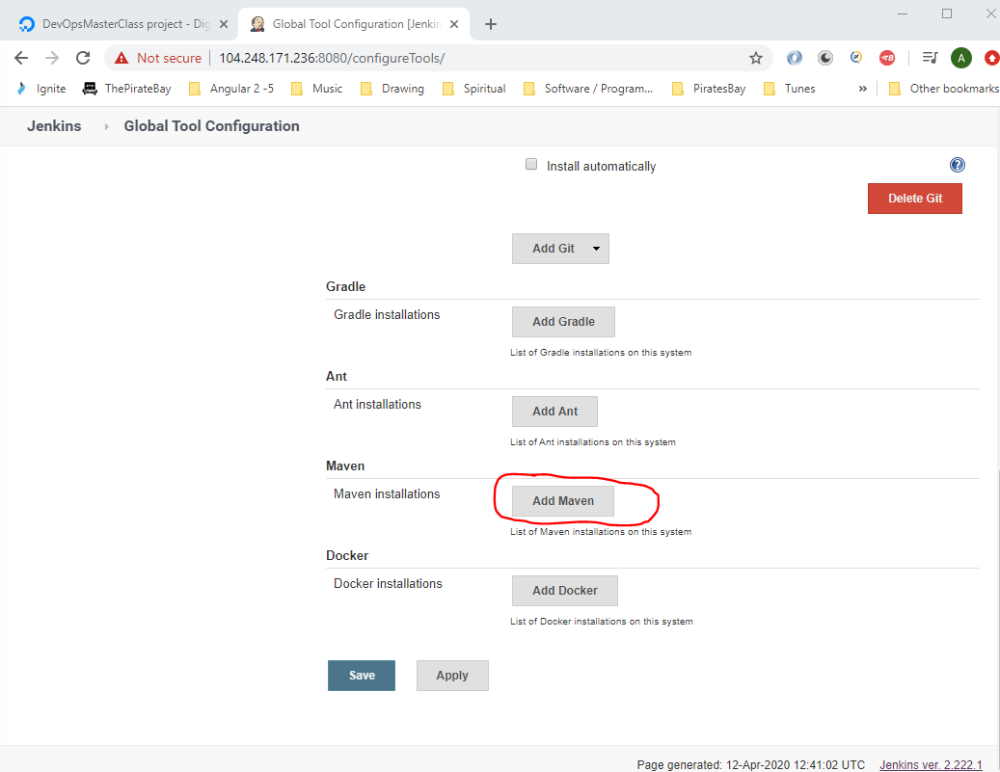 DevOpsMasterClass project - Dig
Global Tool Configuration [Jenkin
Not secure 104.248.171.236:8080/configureTools/
A
Ignite ThePirateBay Angular 2 -5 Music Drawing Spiritual Software / Program... PiratesBay Tunes » Other bookmarks
Jenkins Global Tool Configuration
Install automatically
?
Delete Git
Add Git
Gradle
Gradle installations
Add Gradle
List of Gradle installations on this system
Ant
Ant installations
Add Ant
List of Ant installations on this system
Maven
Maven installations
Add Maven
List of Maven installations on this system
Docker
Docker installations
Add Docker
List of Docker installations on this system
Save
Apply
Page generated: 12-Apr-2020 12:41:02 UTC Jenkins ver. 2.222.1